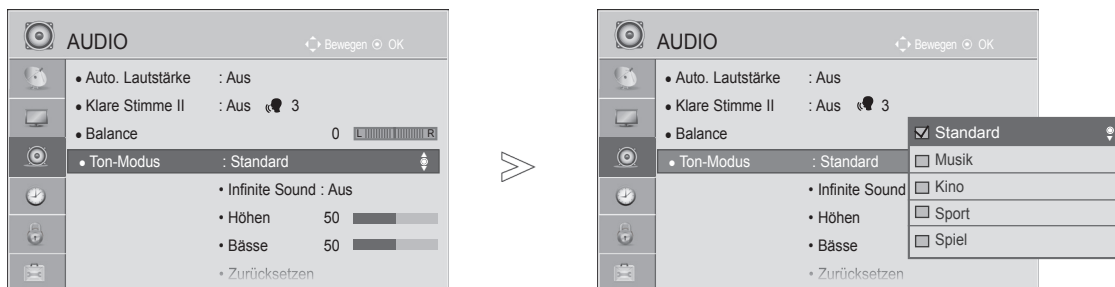 AUDIO
Bewegen OK
• Auto. Lautstärke : Aus
• Klare Stimme II : Aus 3
• Balance 0 L R
• Ton-Modus : Standard
• Infinite Sound : Aus
• Höhen 50
• Bässe 50
• Zurücksetzen
AUDIO
Bewegen OK
• Auto. Lautstärke : Aus
• Klare Stimme II : Aus 3
• Balance
• Ton-Modus : Standard
• Infinite Sound
• Höhen
• Bässe
• Zurücksetzen
Standard
Musik
Kino
Sport
Spiel